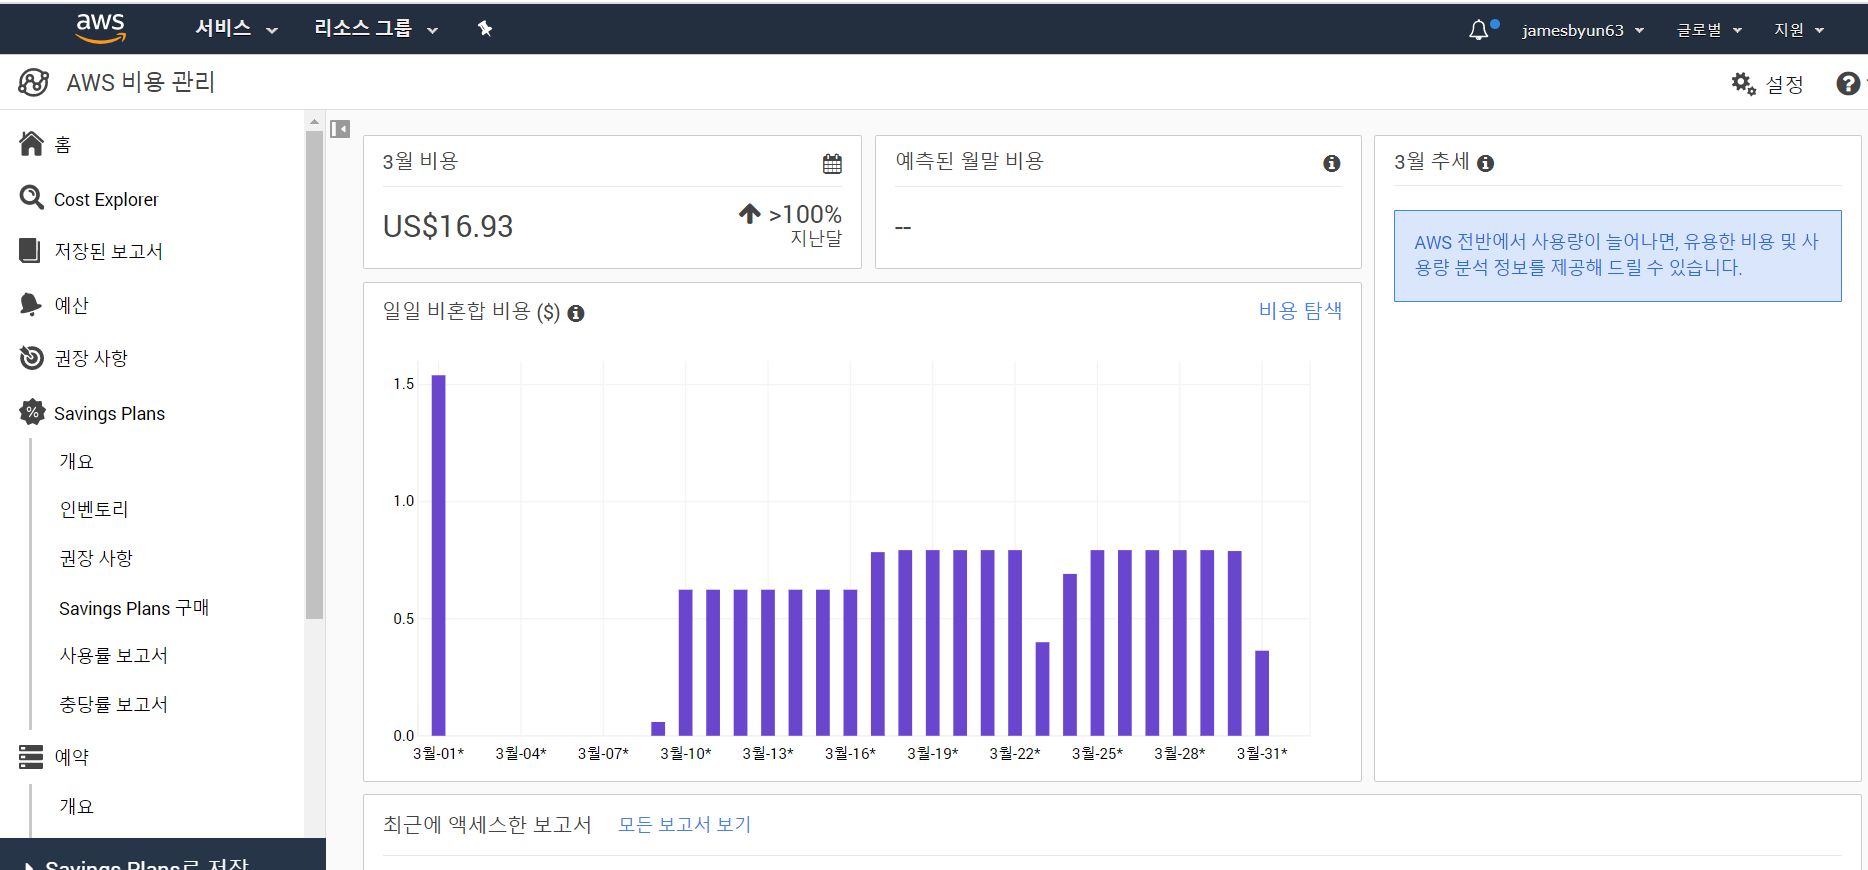 aws 서비스 리소스 그룹 jamesbyun63 글로벌 지원
AWS 비용 관리 설정
홈
Cost Explorer
저장된 보고서
예산
권장 사항
Savings Plans
개요
인벤토리
권장 사항
Savings Plans 구매
사용률 보고서
충당률 보고서
예약
개요
Savings Plans로 저장
3월 비용
US$16.93
>100%
지난달
예측된 월말 비용
--
3월 추세
AWS 전반에서 사용량이 늘어나면, 유용한 비용 및 사
용량 분석 정보를 제공해 드릴 수 있습니다.
일일 비혼합 비용 ($) 비용 탐색
1.5
1.0
0.5
0.0
3월-01* 3월-04* 3월-07* 3월-10* 3월-13* 3월-16* 3월-19* 3월-22* 3월-25* 3월-28* 3월-31*
최근에 액세스한 보고서 모든 보고서 보기